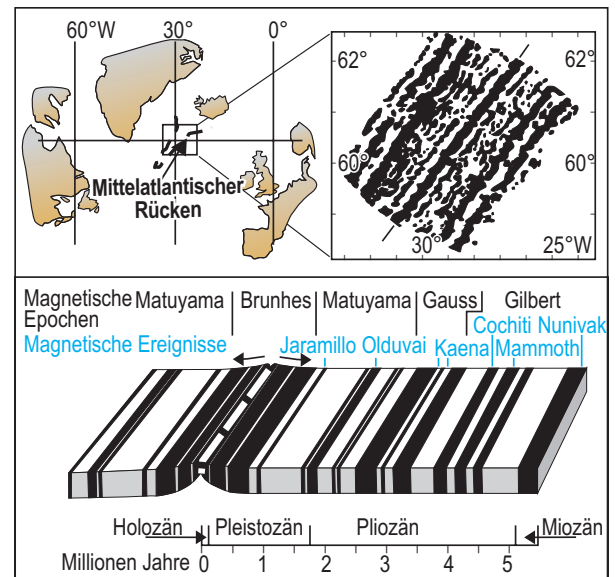 60°W 30° 0°
62° 62°
60° 60°
30° 25°W
Mittelatlantischer
Rücken
Magnetische Matuyama Brunhes Matuyama Gauss Gilbert
Epochen
Cochiti Nunivak
Magnetische Ereignisse Jaramillo Olduvai Kaena Mammoth
Holozän Pleistozän Pliozän Miozän
Millionen Jahre 0 1 2 3 4 5